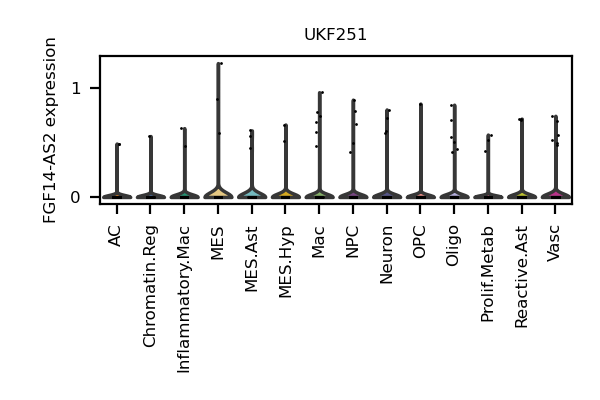 UKF251
FGF14-AS2 expression
1
0
AC
Chromatin.Reg
Inflammatory.Mac
MES
MES.Ast
MES.Hyp
Mac
NPC
Neuron
OPC
Oligo
Prolif.Metab
Reactive.Ast
Vasc